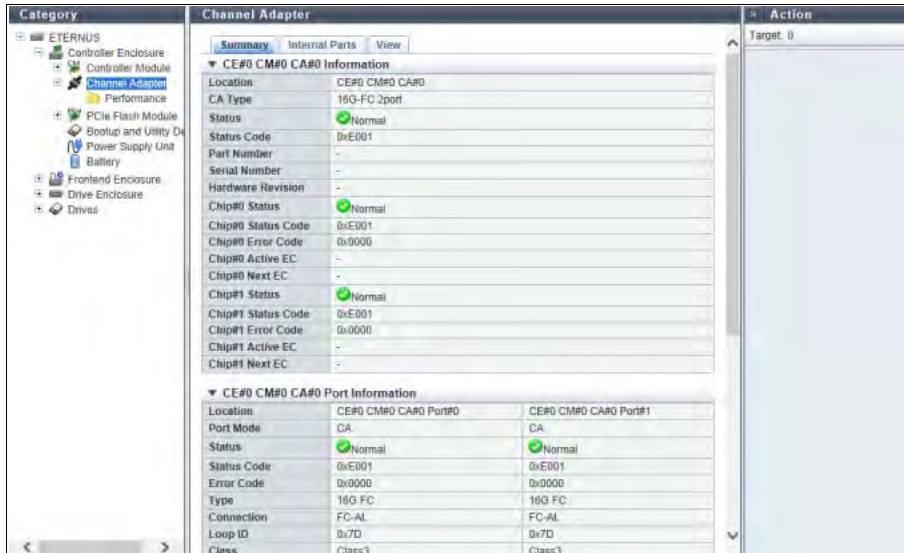 Category
ETERNUS
Controller Enclosure
Controller Module
Channel Adapter
Performance
PCIe Flash Module
Bootup and Utility De
Power Supply Unit
Battery
Frontend Enclosure
Drive Enclosure
Drives
Channel Adapter
Summary Internal Parts View
▼ CE#0 CM#0 CA#0 Information
Location CE#0 CM#0 CA#0
CA Type 16G-FC 2port
Status Normal
Status Code 0xE001
Part Number -
Serial Number -
Hardware Revision -
Chip#0 Status Normal
Chip#0 Status Code 0xE001
Chip#0 Error Code 0x0000
Chip#0 Active EC -
Chip#0 Next EC -
Chip#1 Status Normal
Chip#1 Status Code 0xE001
Chip#1 Error Code 0x0000
Chip#1 Active EC -
Chip#1 Next EC -
▼ CE#0 CM#0 CA#0 Port Information
Location CE#0 CM#0 CA#0 Port#0 CE#0 CM#0 CA#0 Port#1
Port Mode CA CA
Status Normal Normal
Status Code 0xE001 0xE001
Error Code 0x0000 0x0000
Type 16G FC 16G FC
Connection FC-AL FC-AL
Loop ID 0x7D 0x7D
Class Class3 Class3
» Action
Target: 0